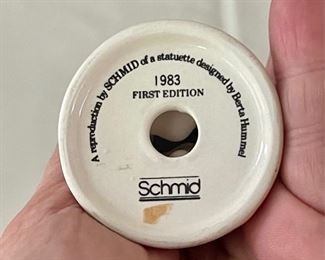 A reproduction by SCHMID of a statuette designed by Berta Hummel
1983
FIRST EDITION
Schmid